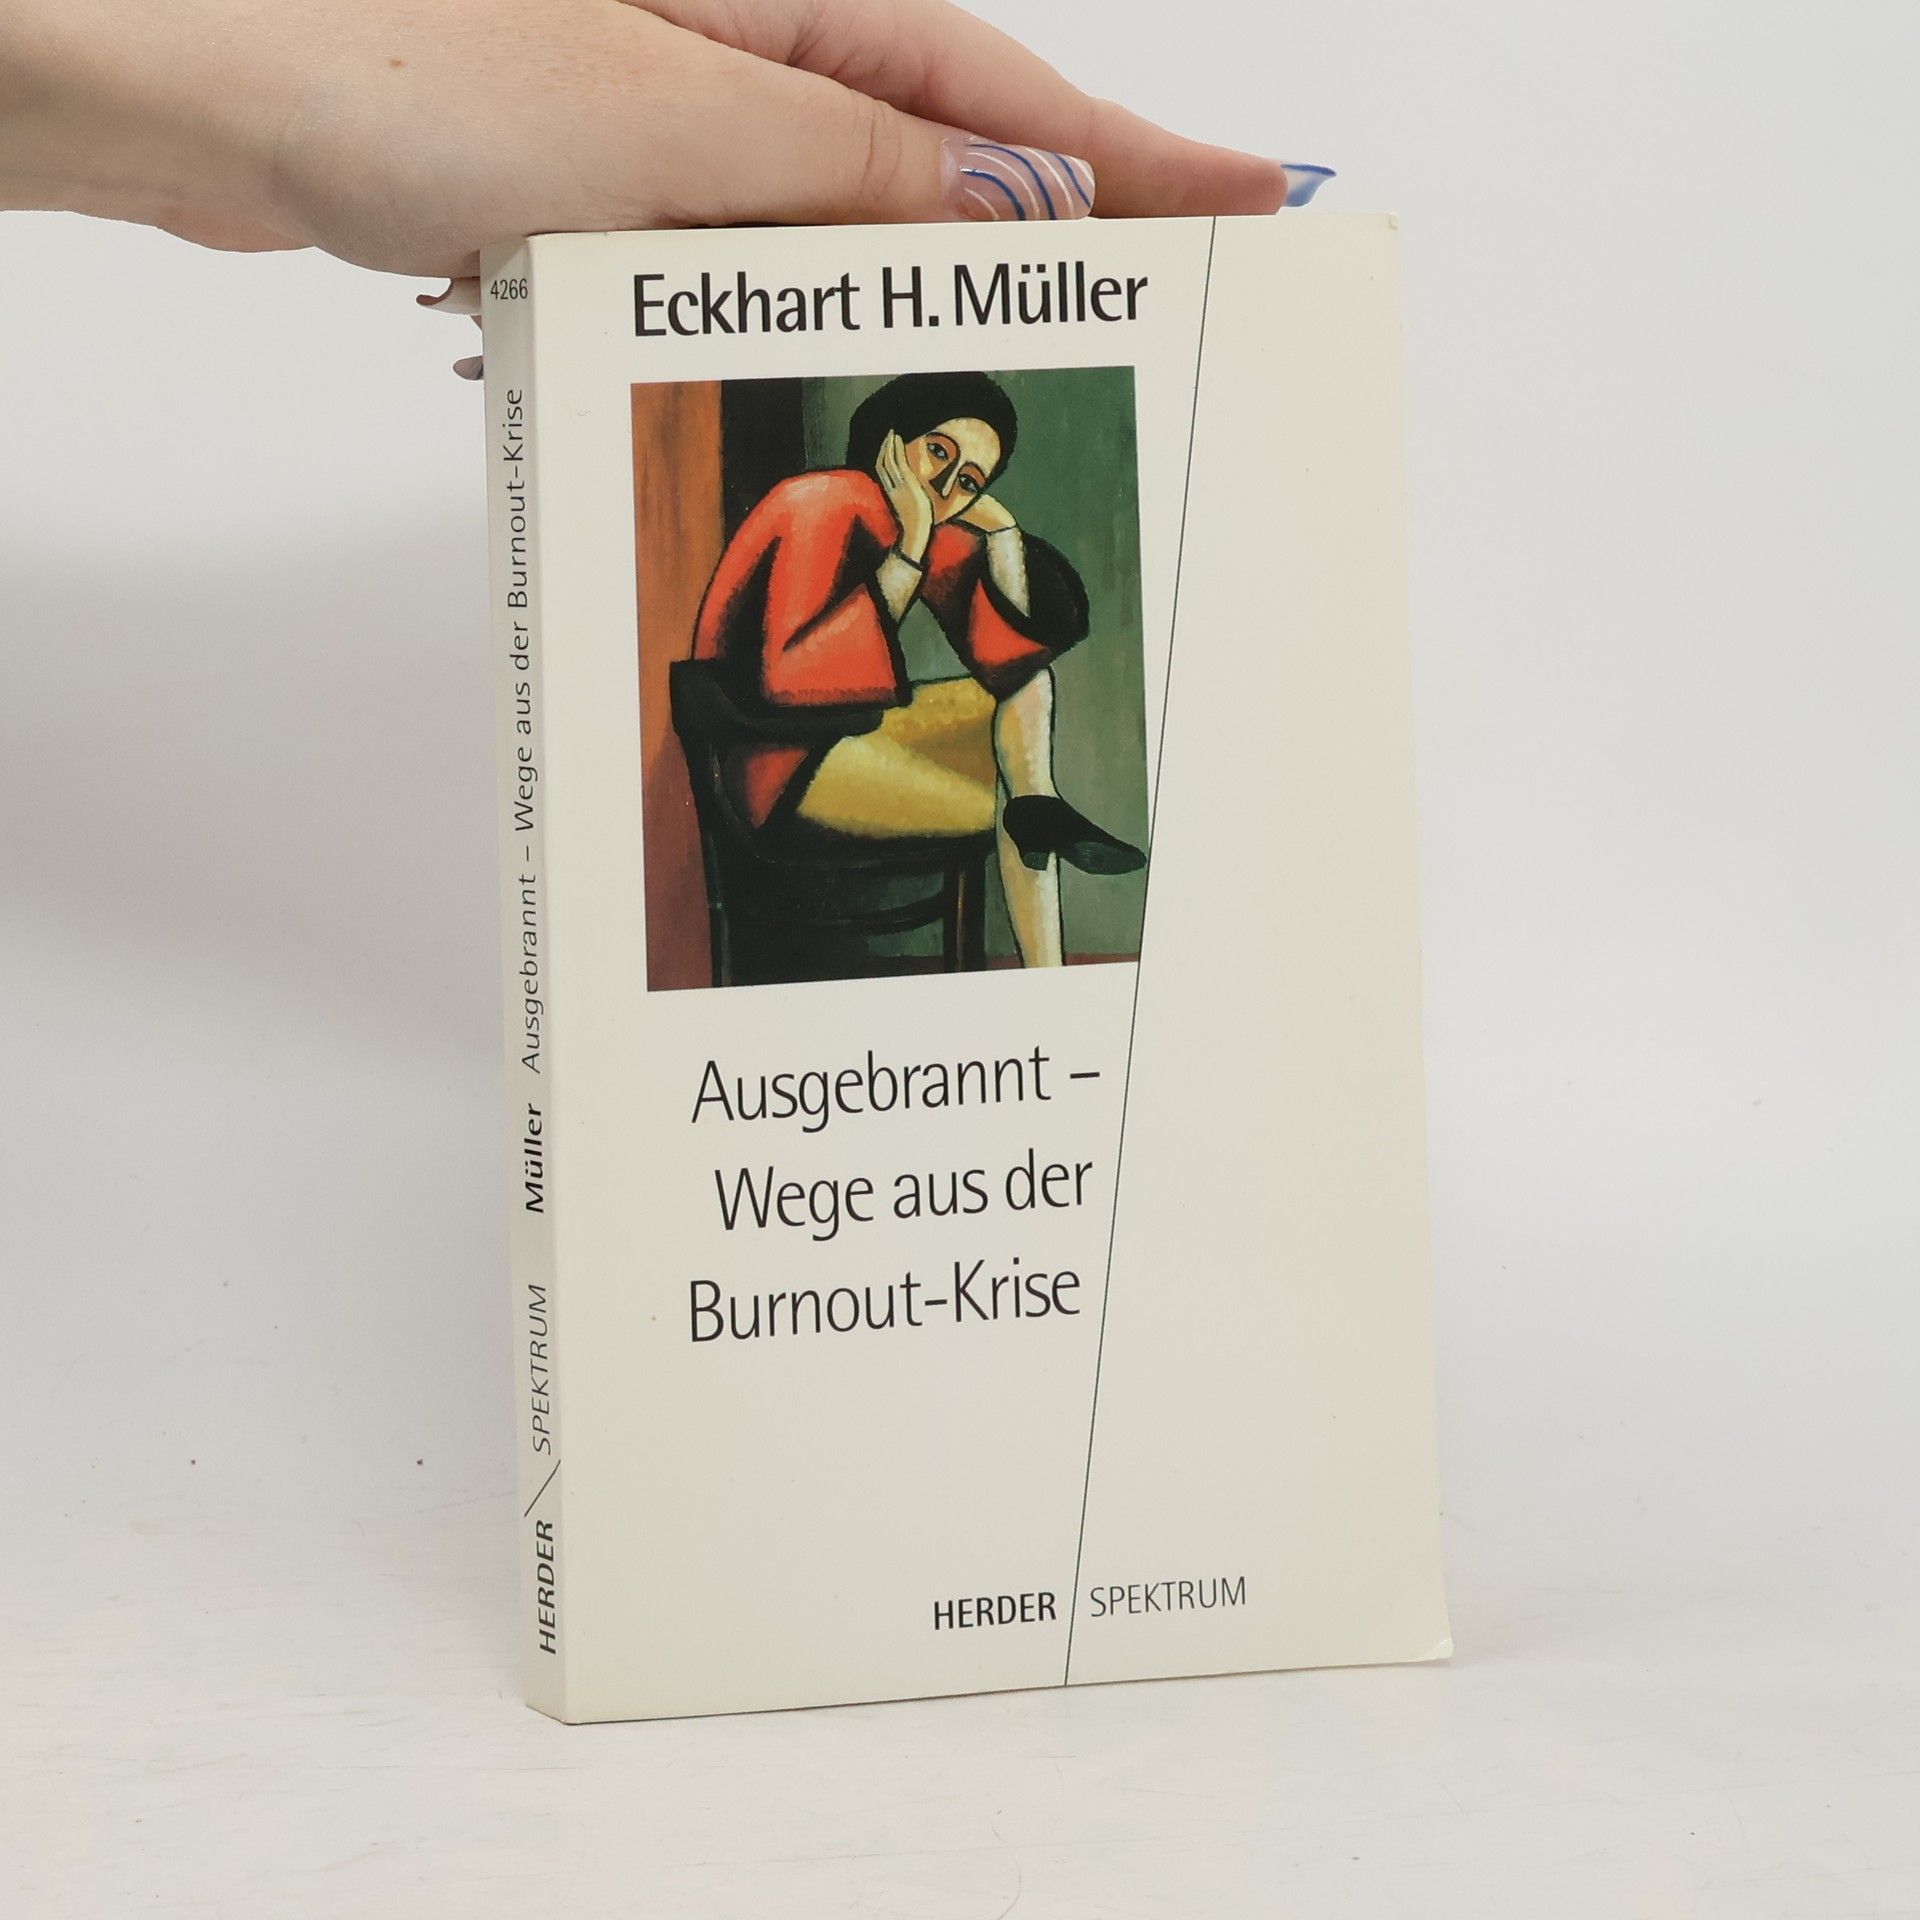 4266
Ausgebrannt – Wege aus der Burnout-Krise
Müller
HERDER / SPEKTRUM
Eckhart H. Müller
Ausgebrannt –
Wege aus der
Burnout-Krise
HERDER / SPEKTRUM